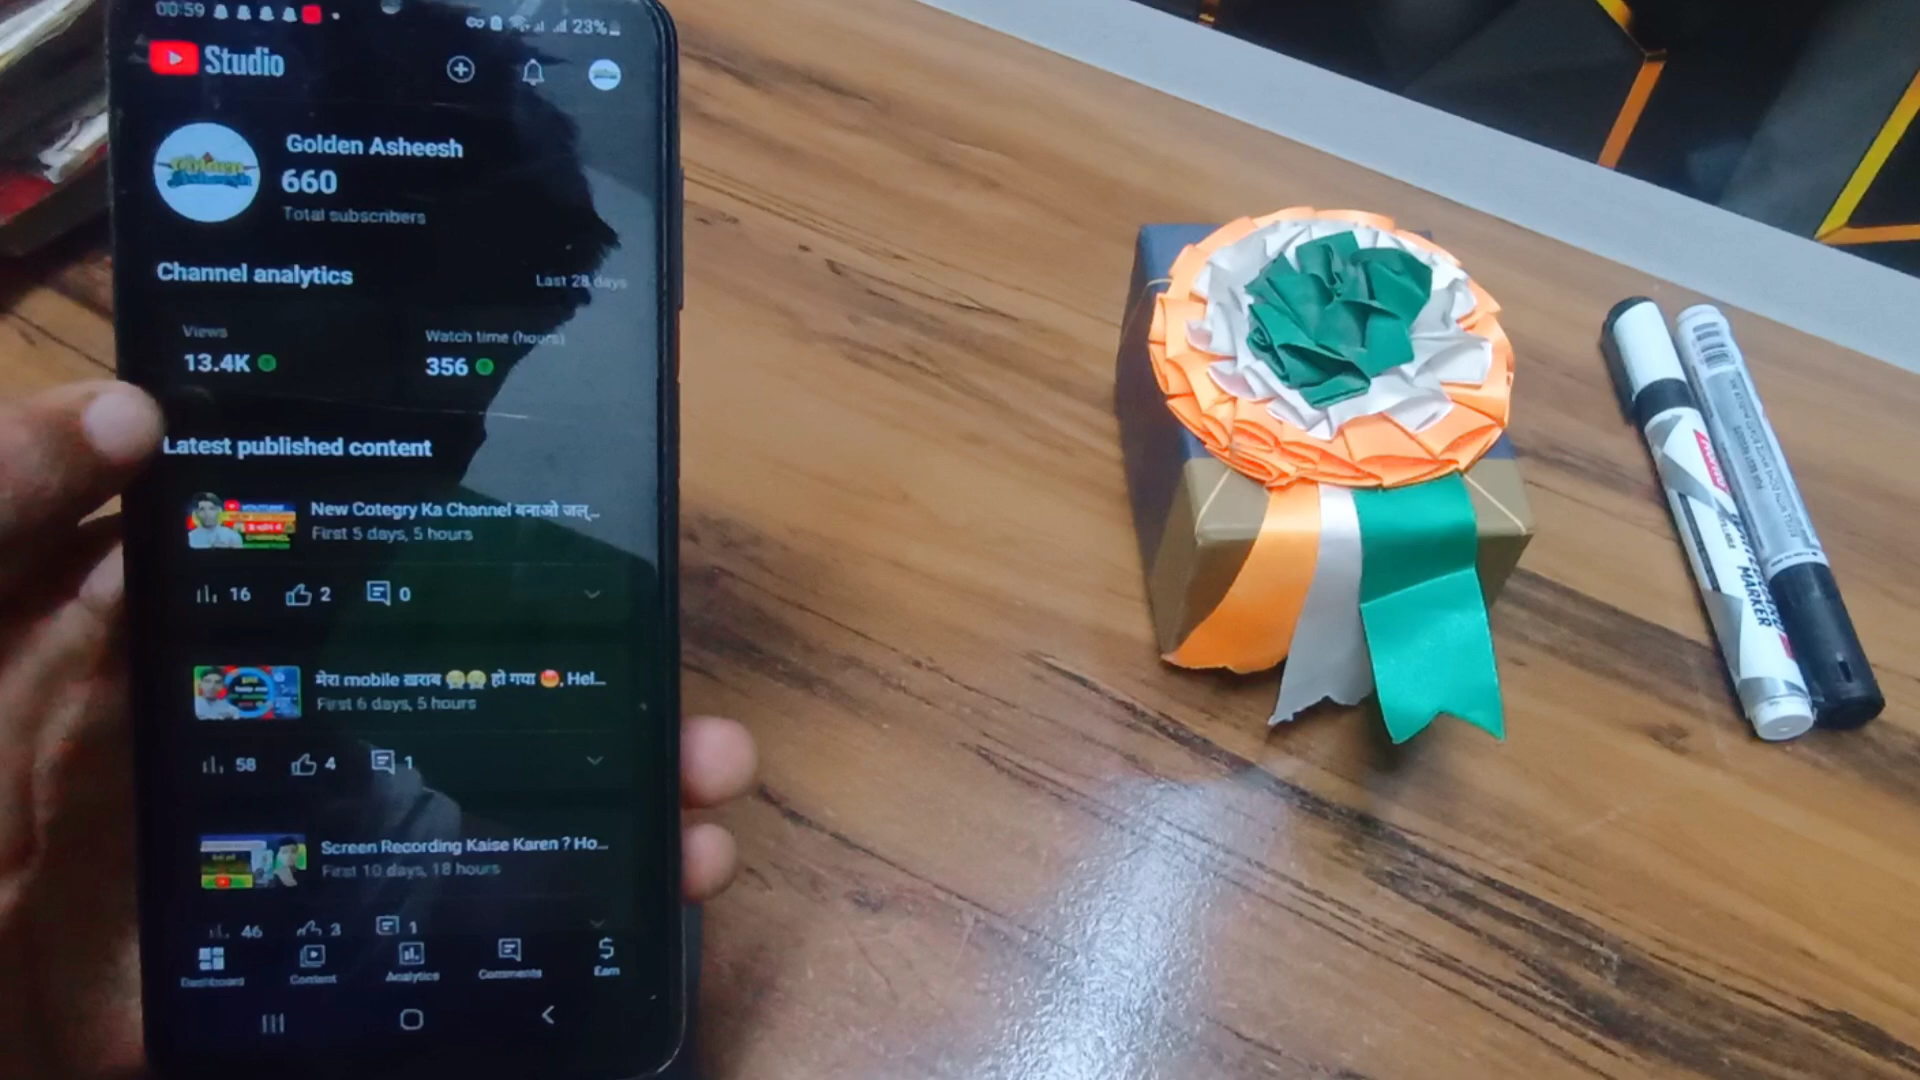 00:59
23%
Studio
Golden Asheesh
Golden Asheesh
660
Total subscribers
Channel analytics
Last 28 days
Views
Watch time (hours)
13.4K
356
Latest published content
New Cotegry Ka Channel बनाओ जल्...
First 5 days, 5 hours
16
2
0
मेरा mobile ख़राब 😭😭 हो गया 😡, Hel...
First 6 days, 5 hours
58
4
1
Screen Recording Kaise Karen ? Ho...
First 10 days, 18 hours
46
3
1
Dashboard
Content
Analytics
Comments
Earn
MARKER